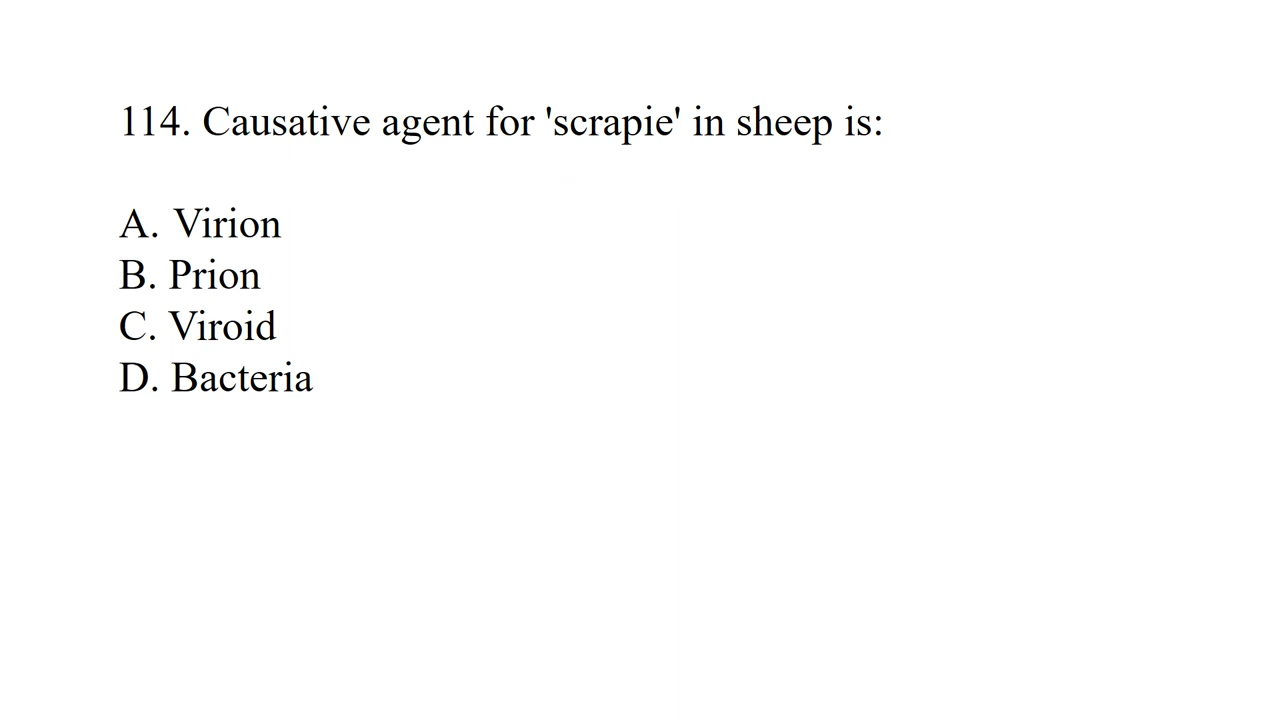 114. Causative agent for 'scrapie' in sheep is:
A. Virion
B. Prion
C. Viroid
D. Bacteria